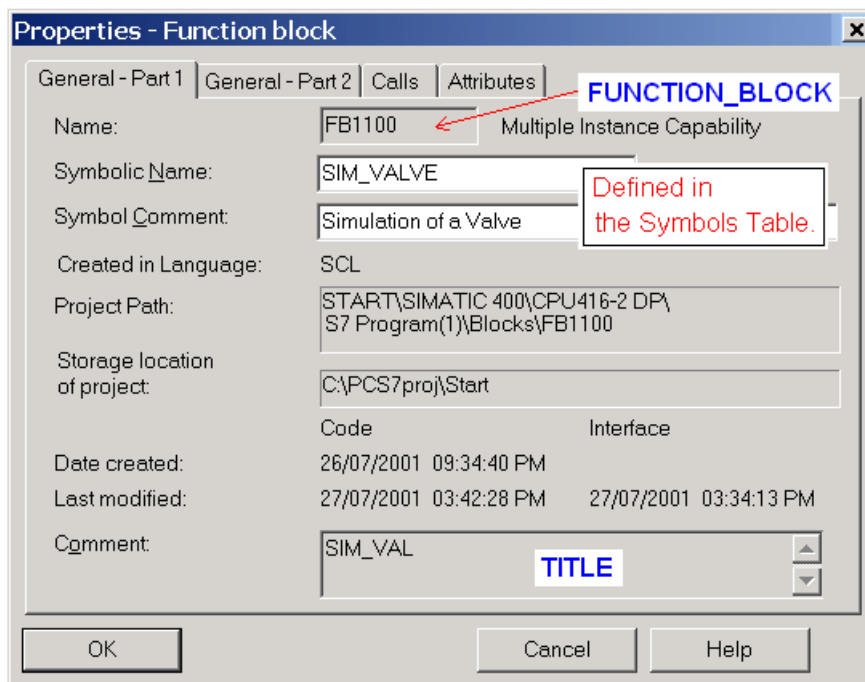 Properties - Function block
General - Part 1 General - Part 2 Calls Attributes
FUNCTION_BLOCK
Name: FB1100 Multiple Instance Capability
Symbolic Name: SIM_VALVE
Defined in
the Symbols Table.
Symbol Comment: Simulation of a Valve
Created in Language: SCL
Project Path: START\SIMATIC 400\CPU416-2 DP\
S7 Program(1)\Blocks\FB1100
Storage location
of project: C:\PCS7proj\Start
Code Interface
Date created: 26/07/2001 09:34:40 PM
Last modified: 27/07/2001 03:42:28 PM 27/07/2001 03:34:13 PM
Comment: SIM_VAL
TITLE
OK Cancel Help